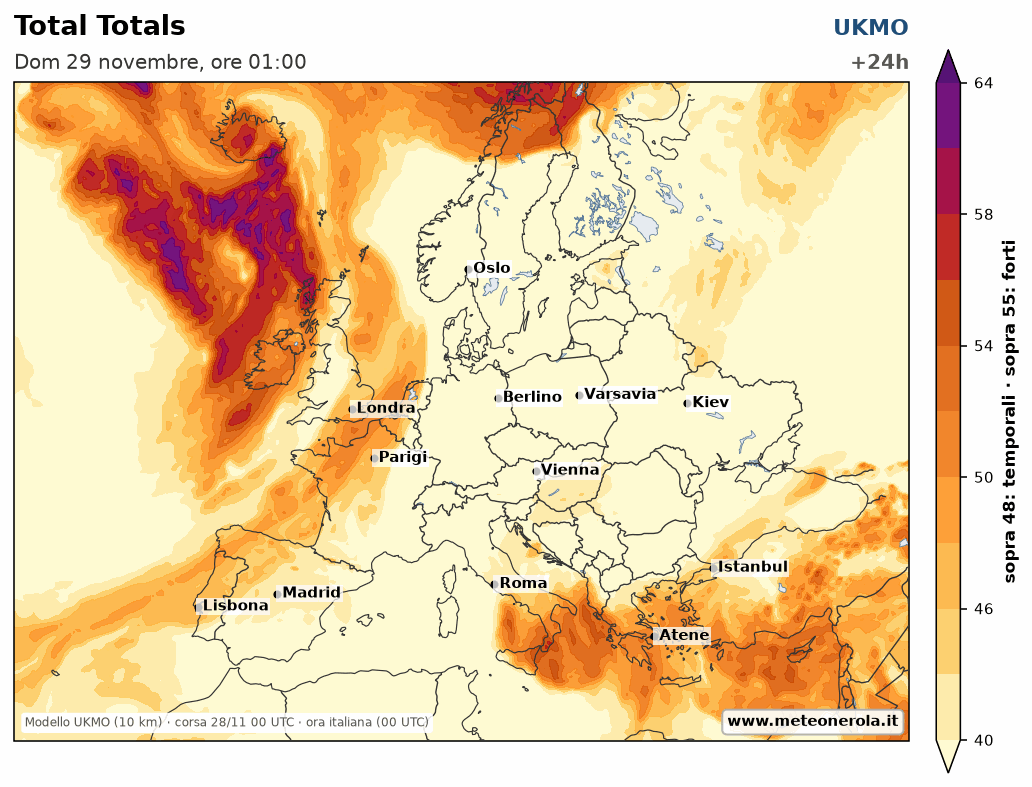 Total Totals
UKMO
Dom 29 novembre, ore 01:00
+24h
64
58
54
50
46
40
sopra 48: temporali · sopra 55: forti
Oslo
Berlino
Varsavia
Kiev
Londra
Parigi
Vienna
Istanbul
Roma
Madrid
Lisbona
Atene
Modello UKMO (10 km) · corsa 28/11 00 UTC · ora italiana (00 UTC)
www.meteonerola.it